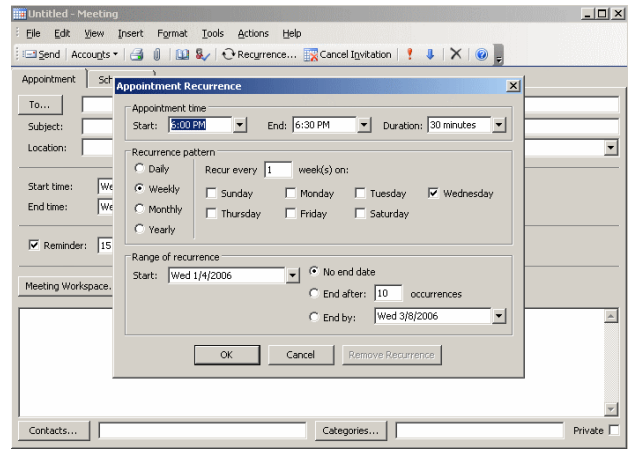 Untitled - Meeting
File Edit View Insert Format Tools Actions Help
Send Accounts Recurrence... Cancel Invitation
Appointment Sch
Appointment Recurrence
To...
Subject:
Location:
Appointment time
Start: 6:00 PM End: 6:30 PM Duration: 30 minutes
Recurrence pattern
Daily Recur every 1 week(s) on:
Weekly Sunday Monday Tuesday Wednesday
Monthly Thursday Friday Saturday
Yearly
Start time: We
End time: We
Reminder: 15
Range of recurrence
Start: Wed 1/4/2006 No end date
End after: 10 occurrences
End by: Wed 3/8/2006
Meeting Workspace.
OK Cancel Remove Recurrence
Contacts... Categories... Private